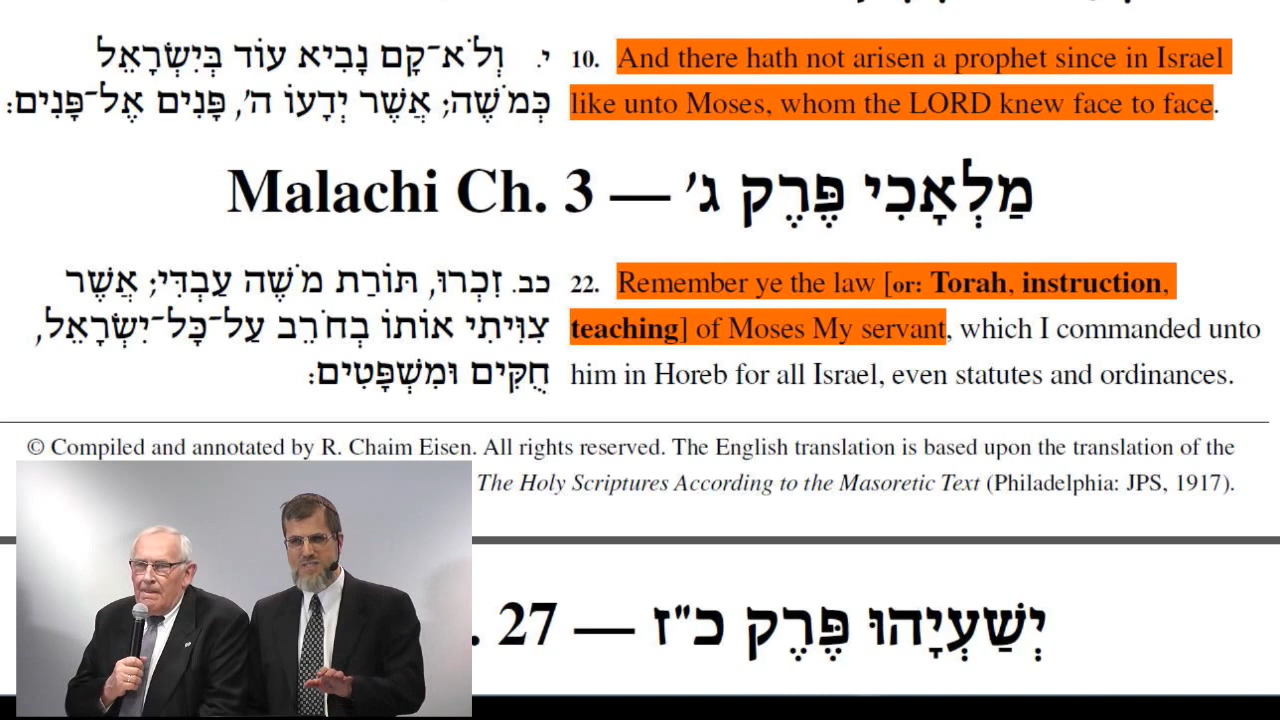 י. וְלֹא־קָם נָבִיא עוֹד בְּיִשְׂרָאֵל
כְּמֹשֶׁה; אֲשֶׁר יְדָעוֹ ה', פָּנִים אֶל־פָּנִים:
10. And there hath not arisen a prophet since in Israel
like unto Moses, whom the LORD knew face to face.
Malachi Ch. 3 — מַלְאָכִי פֶּרֶק ג'
כב. זִכְרוּ, תּוֹרַת מֹשֶׁה עַבְדִּי; אֲשֶׁר
צִוִּיתִי אוֹתוֹ בְחֹרֵב עַל־כָּל־יִשְׂרָאֵל,
חֻקִּים וּמִשְׁפָּטִים:
22. Remember ye the law [or: Torah, instruction,
teaching] of Moses My servant, which I commanded unto
him in Horeb for all Israel, even statutes and ordinances.
© Compiled and annotated by R. Chaim Eisen. All rights reserved. The English translation is based upon the translation of the
The Holy Scriptures According to the Masoretic Text (Philadelphia: JPS, 1917).
. 27 — יְשַׁעְיָהוּ פֶּרֶק כ"ז